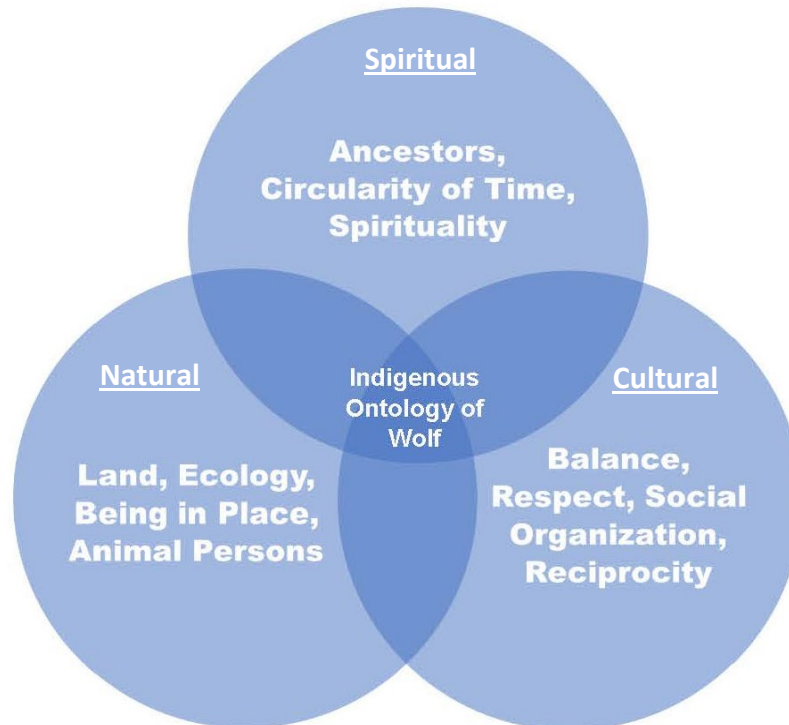 Spiritual
Ancestors,
Circularity of Time,
Spirituality
Natural
Land, Ecology,
Being in Place,
Animal Persons
Indigenous
Ontology of
Wolf
Cultural
Balance,
Respect, Social
Organization,
Reciprocity